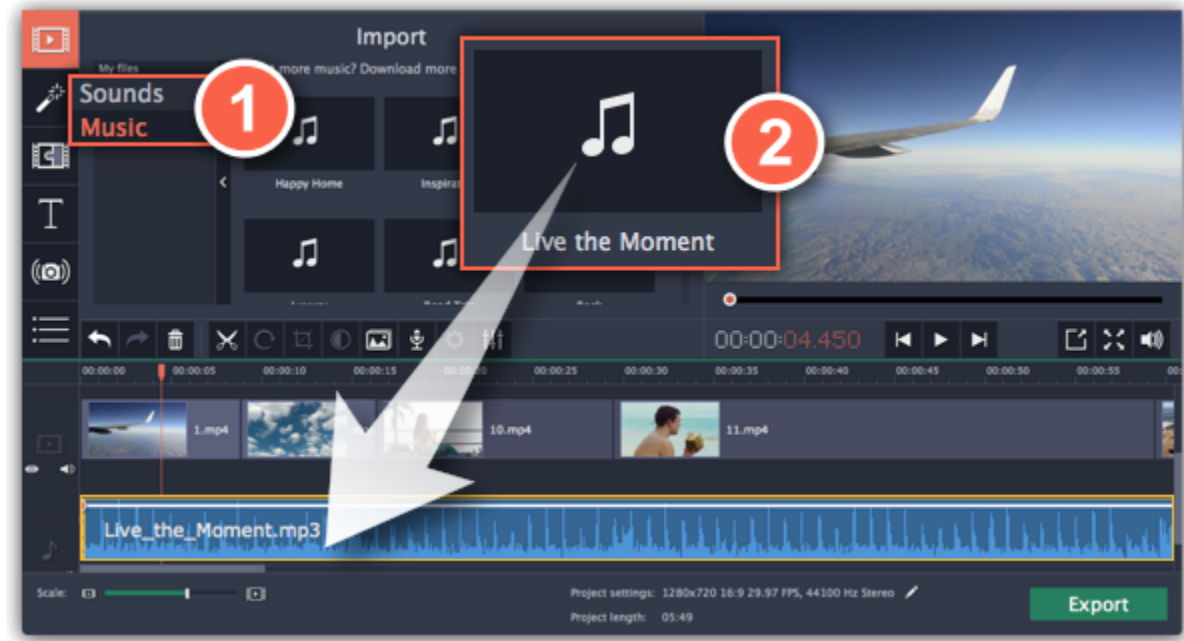 Import
My files
more music? Download more
Sounds
Music
1
2
Happy Home
Live the Moment
T
00:00:04.450
00:00:00 00:00:05 00:00:10 00:00:15 00:00:20 00:00:25 00:00:30 00:00:35 00:00:40 00:00:45 00:00:50 00:00:55
1.mp4
10.mp4
11.mp4
Live_the_Moment.mp3
Scale:
Project settings: 1280x720 16:9 29.97 FPS, 44100 Hz Stereo
Project length: 05:49
Export